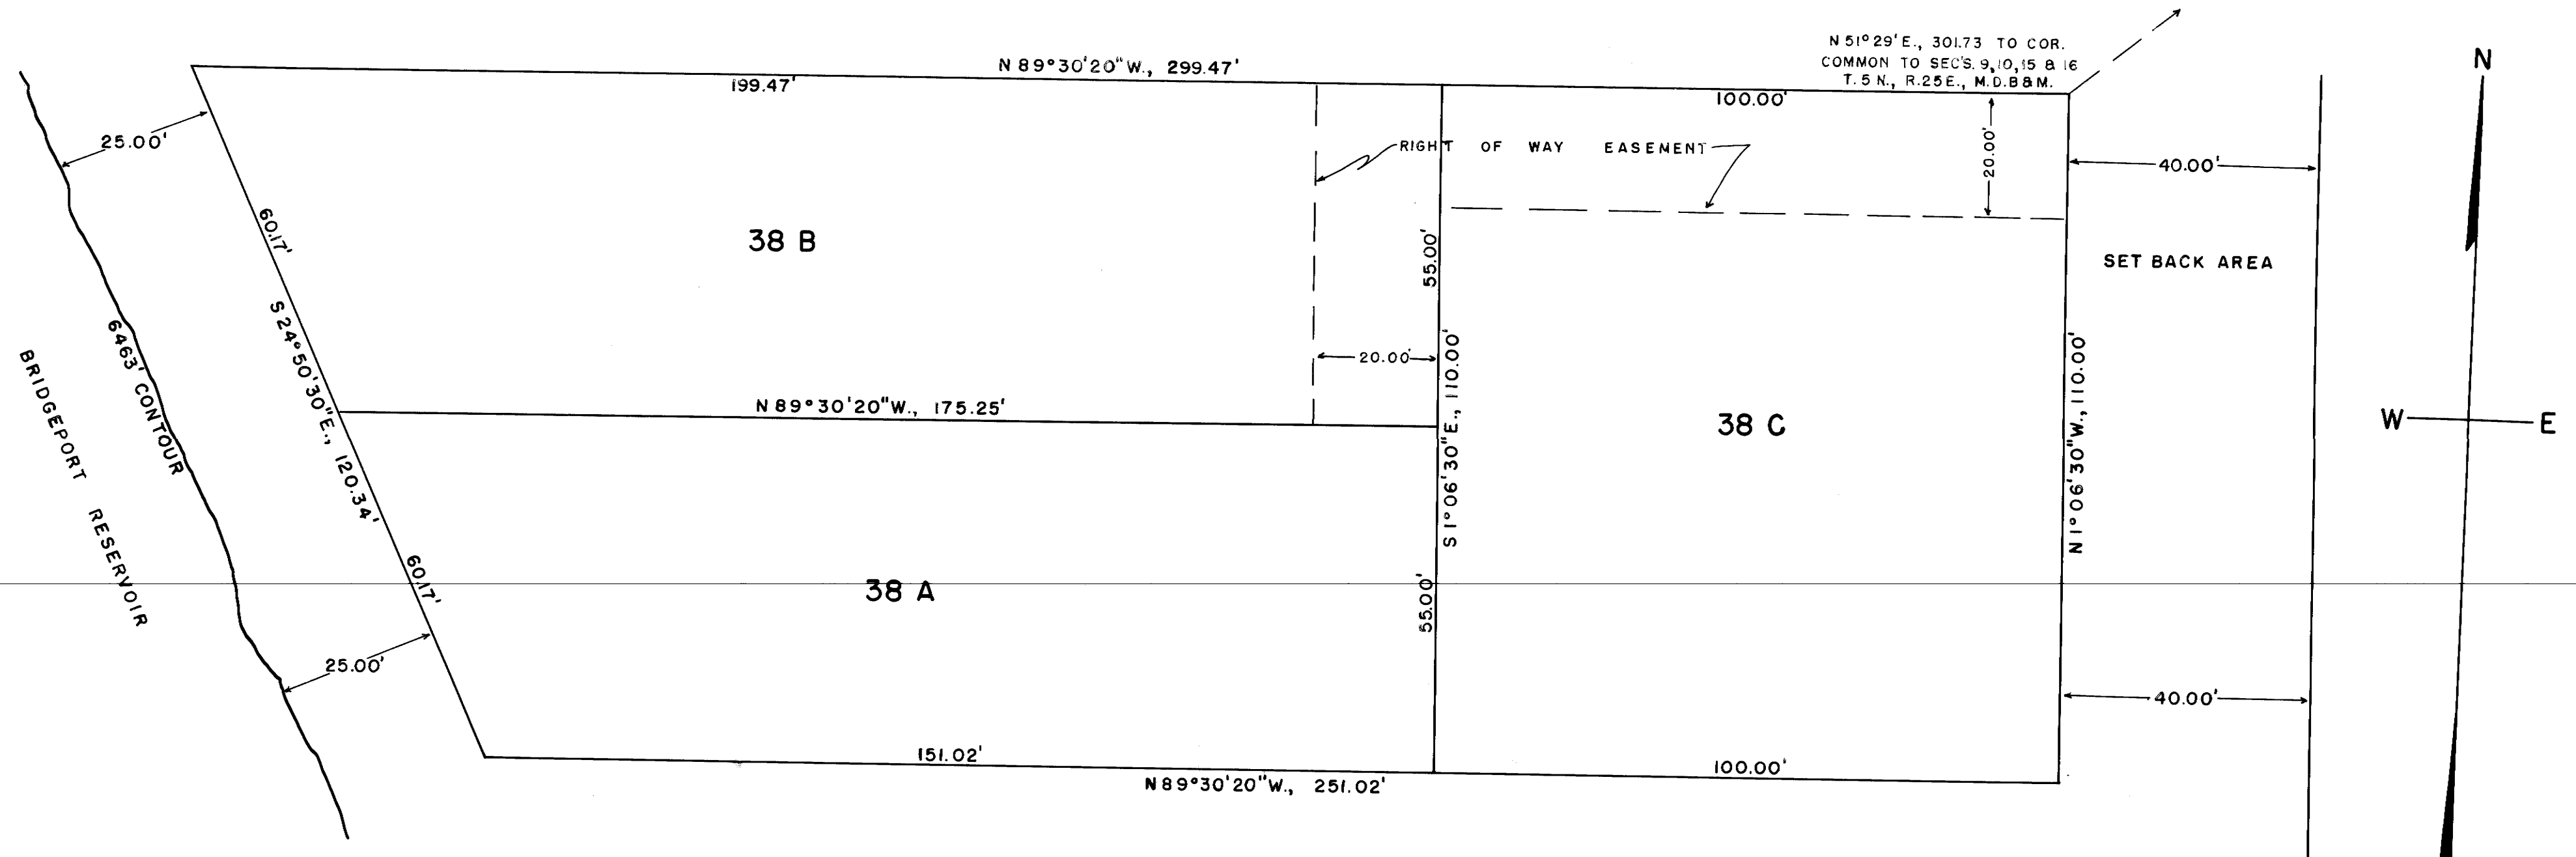 N 51° 29' E., 301.73 TO COR.
COMMON TO SEC'S. 9,10,15 & 16
T. 5 N., R. 25 E., M.D.B & M.
N
N 89° 30' 20" W., 299.47'
199.47'
100.00'
25.00'
RIGHT OF WAY EASEMENT
20.00'
40.00'
60.17'
38 B
55.00'
SET BACK AREA
S 24° 50' 30" E., 120.34'
6463' CONTOUR
BRIDGEPORT RESERVOIR
20.00'
S 1° 06' 30" E., 110.00'
N 1° 06' 30" W., 110.00'
N 89° 30' 20" W., 175.25'
38 C
W
E
60.17'
38 A
55.00'
25.00'
40.00'
151.02'
100.00'
N 89° 30' 20" W., 251.02'